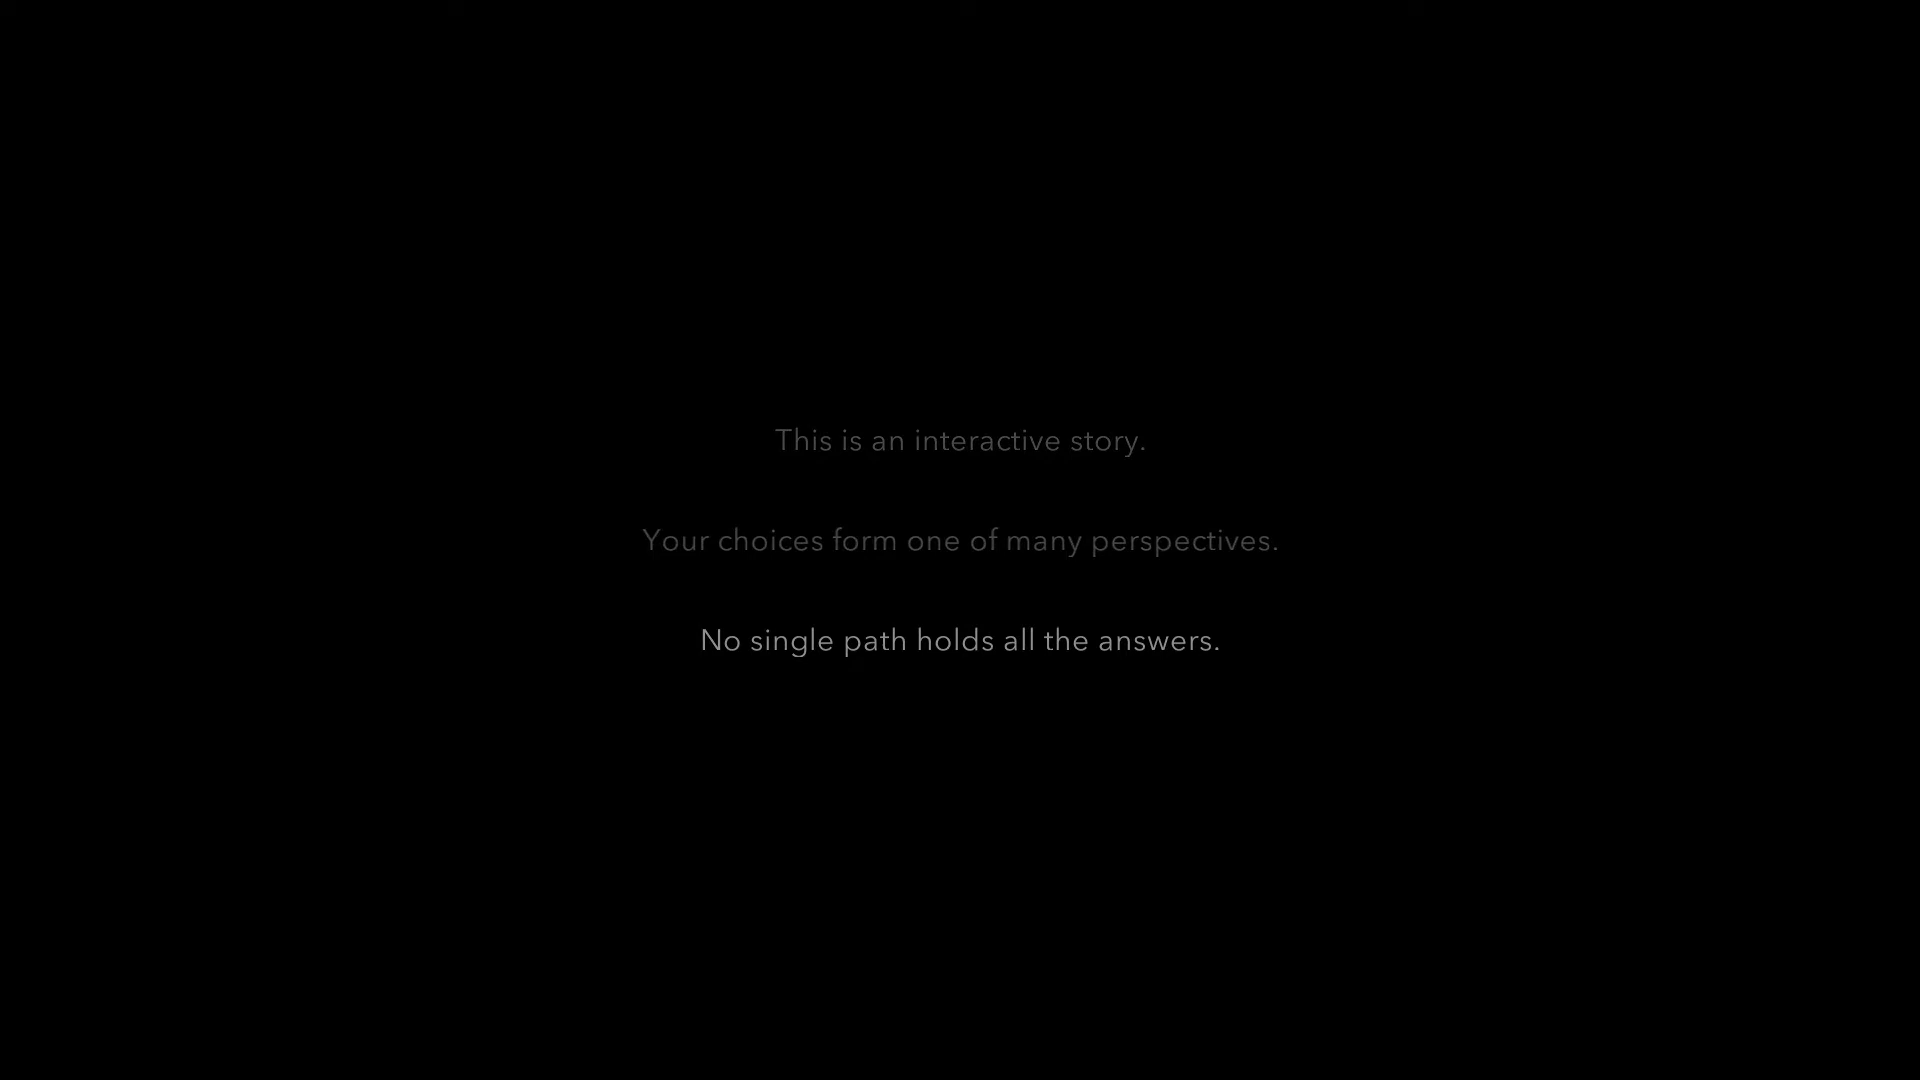 This is an interactive story.
Your choices form one of many perspectives.
No single path holds all the answers.